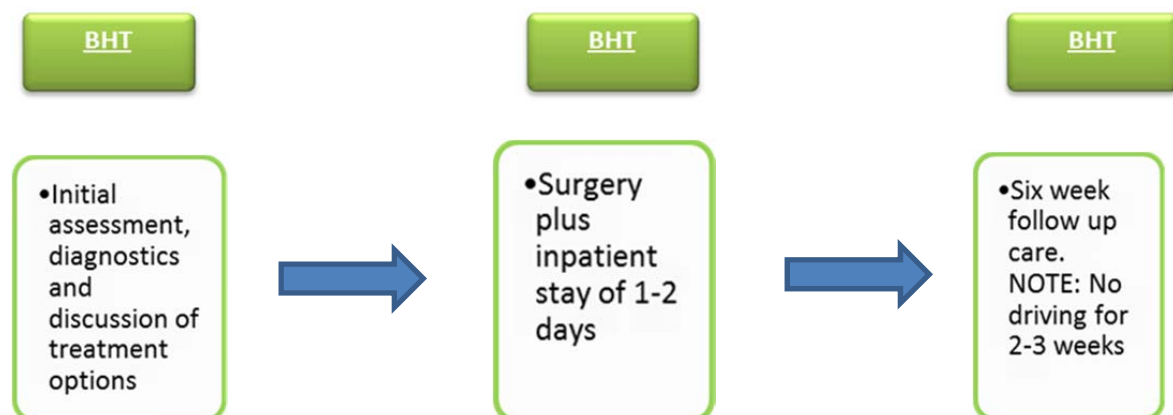 BHT
BHT
BHT
•Initial
assessment,
diagnostics
and
discussion of
treatment
options
•Surgery
plus
inpatient
stay of 1-2
days
•Six week
follow up
care.
NOTE: No
driving for
2-3 weeks